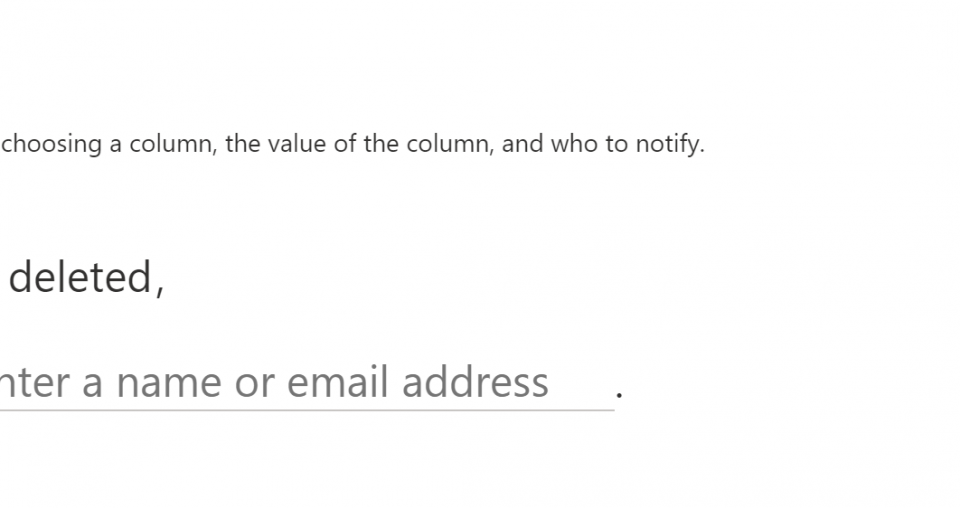 choosing a column, the value of the column, and who to notify.
deleted,
nter a name or email address .